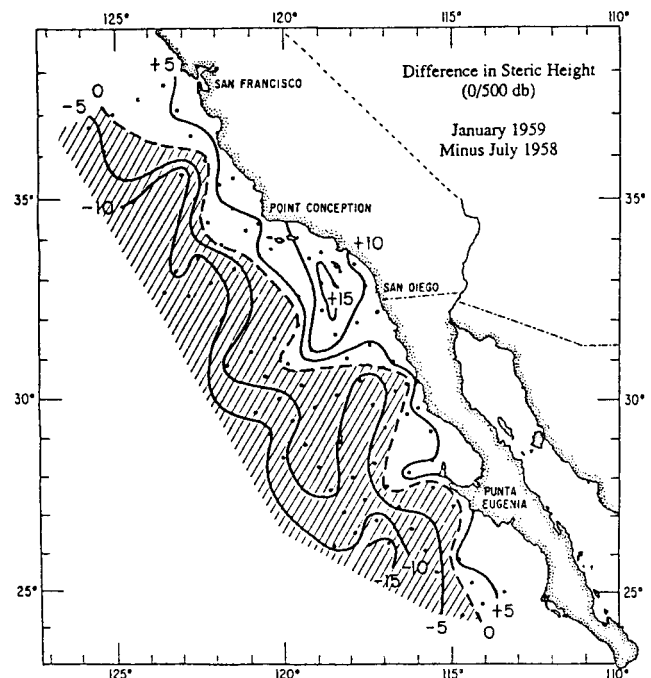 125° 120° 115° 110°
+5
SAN FRANCISCO
Difference in Steric Height
(0/500 db)
January 1959
Minus July 1958
0
-5
35°
35°
-10
POINT CONCEPTION
+10
+15
SAN DIEGO
30°
30°
PUNTA
EUGENIA
-10
-15
25°
25°
+5
-5
0
125° 120° 115° 110°